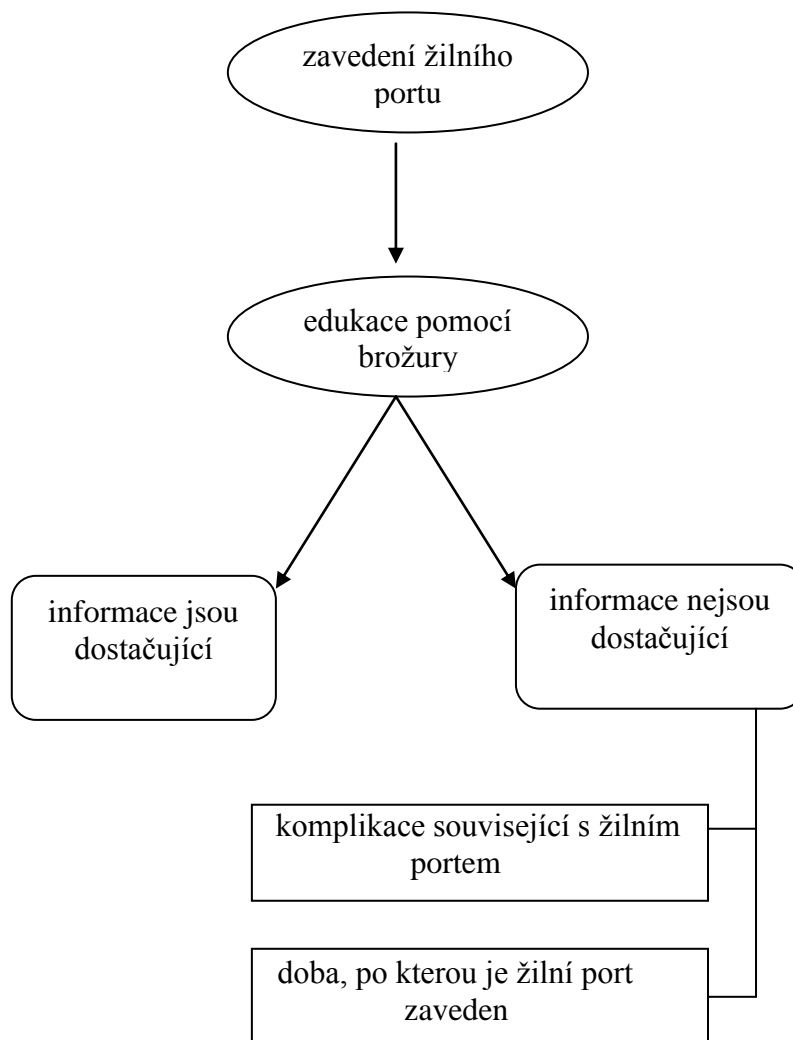 zavedení žilního
portu
edukace pomocí
brožury
informace jsou
dostačující
informace nejsou
dostačující
komplikace související s žilním
portem
doba, po kterou je žilní port
zaveden